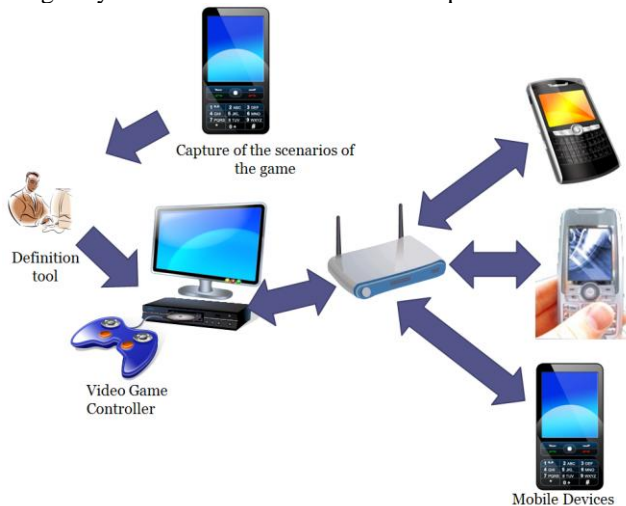 Capture of the scenarios of
the game
Definition
tool
Video Game
Controller
Mobile Devices